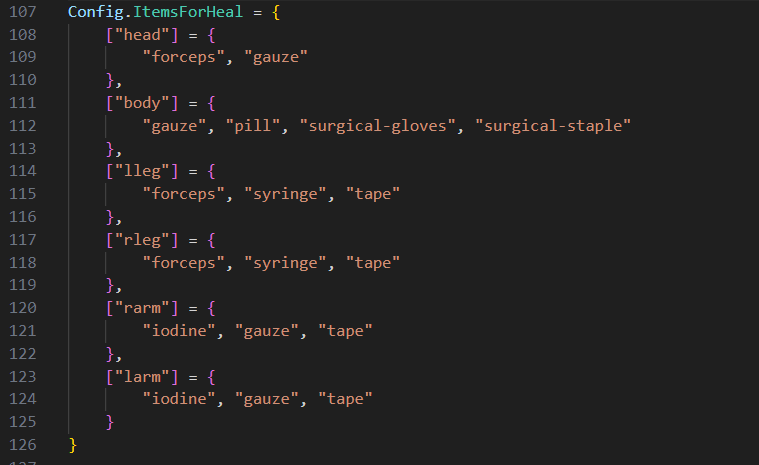 107 Config.ItemsForHeal = {
108 ["head"] = {
109 "forceps", "gauze"
110 },
111 ["body"] = {
112 "gauze", "pill", "surgical-gloves", "surgical-staple"
113 },
114 ["lleg"] = {
115 "forceps", "syringe", "tape"
116 },
117 ["rleg"] = {
118 "forceps", "syringe", "tape"
119 },
120 ["rarm"] = {
121 "iodine", "gauze", "tape"
122 },
123 ["larm"] = {
124 "iodine", "gauze", "tape"
125 }
126 }